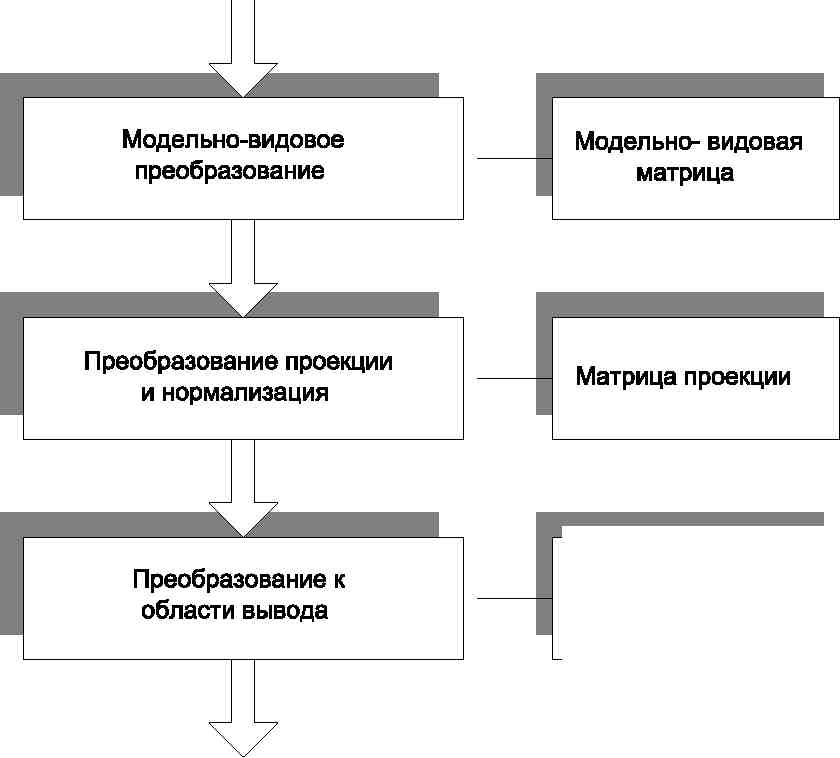 Модельно-видовое
преобразование
Модельно- видовая
матрица
Преобразование проекции
и нормализация
Матрица проекции
Преобразование к
области вывода